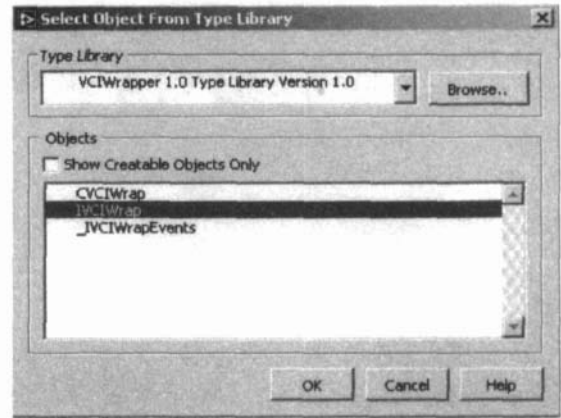 Select Object From Type Library
Type Library
VCIWrapper 1.0 Type Library Version 1.0
Browse..
Objects
Show Creatable Objects Only
CVCIWrap
IVCIWrap
_IVCIWrapEvents
OK
Cancel
Help